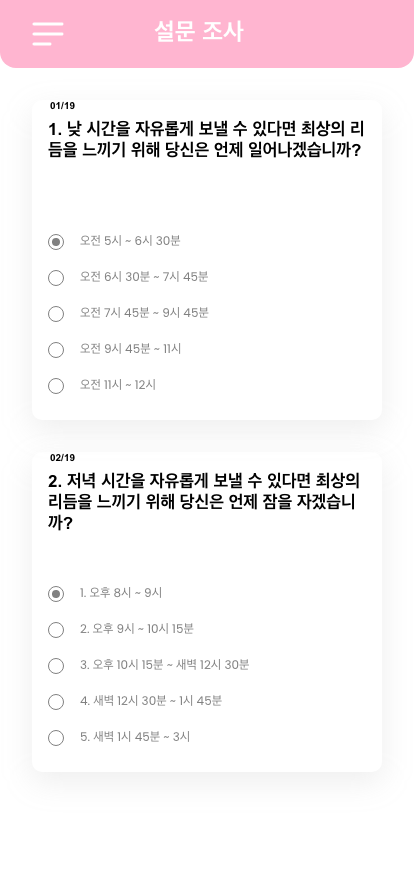 설문 조사
01/19
1. 낮 시간을 자유롭게 보낼 수 있다면 최상의 리
듬을 느끼기 위해 당신은 언제 일어나겠습니까?
오전 5시 ~ 6시 30분
오전 6시 30분 ~ 7시 45분
오전 7시 45분 ~ 9시 45분
오전 9시 45분 ~ 11시
오전 11시 ~ 12시
02/19
2. 저녁 시간을 자유롭게 보낼 수 있다면 최상의
리듬을 느끼기 위해 당신은 언제 잠을 자겠습니
까?
1. 오후 8시 ~ 9시
2. 오후 9시 ~ 10시 15분
3. 오후 10시 15분 ~ 새벽 12시 30분
4. 새벽 12시 30분 ~ 1시 45분
5. 새벽 1시 45분 ~ 3시